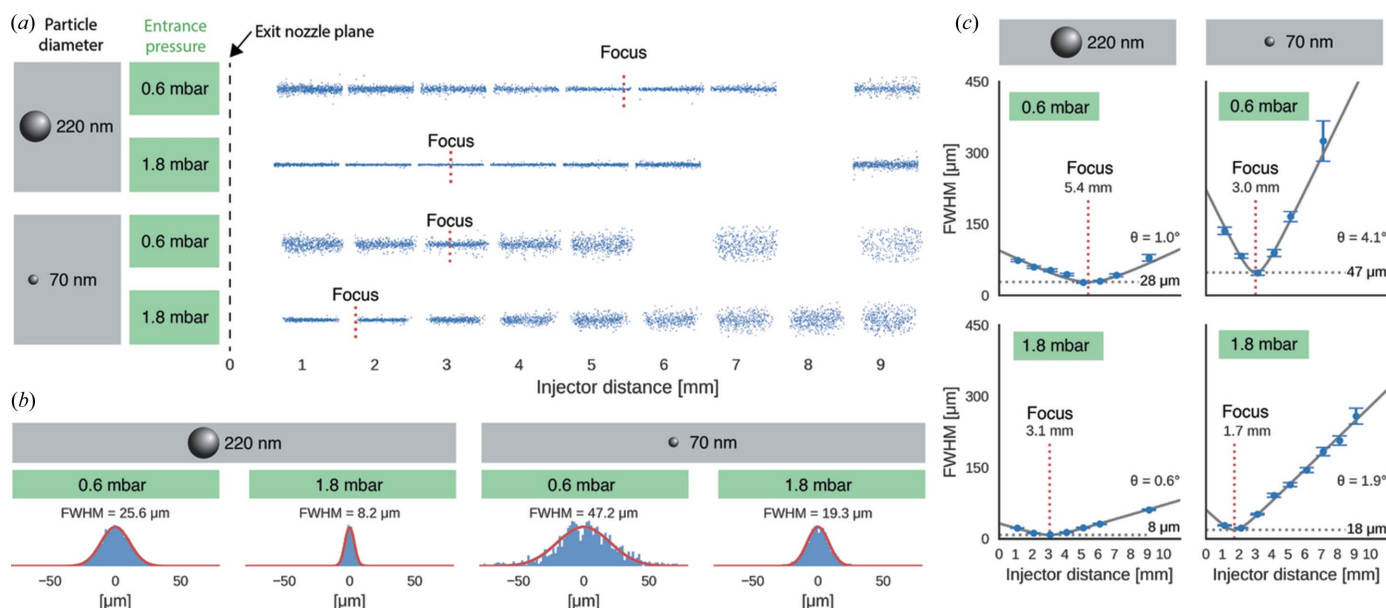 (a)
Particle
diameter
Entrance
pressure
Exit nozzle plane
220 nm
0.6 mbar
Focus
1.8 mbar
Focus
70 nm
0.6 mbar
Focus
1.8 mbar
Focus
0 1 2 3 4 5 6 7 8 9
Injector distance [mm]
(b)
220 nm
70 nm
0.6 mbar 1.8 mbar 0.6 mbar 1.8 mbar
FWHM = 25.6 µm FWHM = 8.2 µm FWHM = 47.2 µm FWHM = 19.3 µm
−50 0 50 −50 0 50 −50 0 50 −50 0 50
[µm] [µm] [µm] [µm]
(c)
220 nm
70 nm
FWHM [µm]
450
300
150
0
0.6 mbar
Focus
5.4 mm
θ = 1.0°
28 µm
0.6 mbar
Focus
3.0 mm
θ = 4.1°
47 µm
FWHM [µm]
450
300
150
0
1.8 mbar
Focus
3.1 mm
θ = 0.6°
8 µm
0 1 2 3 4 5 6 7 8 9 10
Injector distance [mm]
1.8 mbar
Focus
1.7 mm
θ = 1.9°
18 µm
0 1 2 3 4 5 6 7 8 9 10
Injector distance [mm]